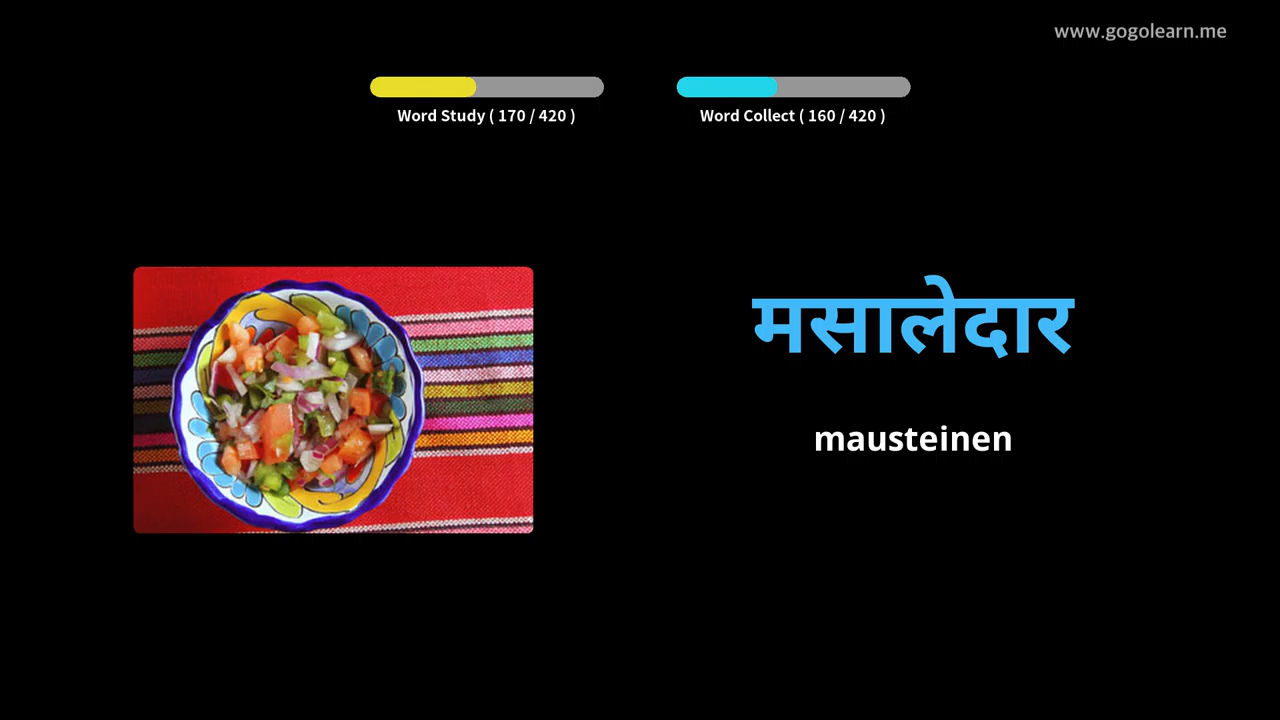 www.gogolearn.me
Word Study ( 170 / 420 )
Word Collect ( 160 / 420 )
मसालेदार
mausteinen